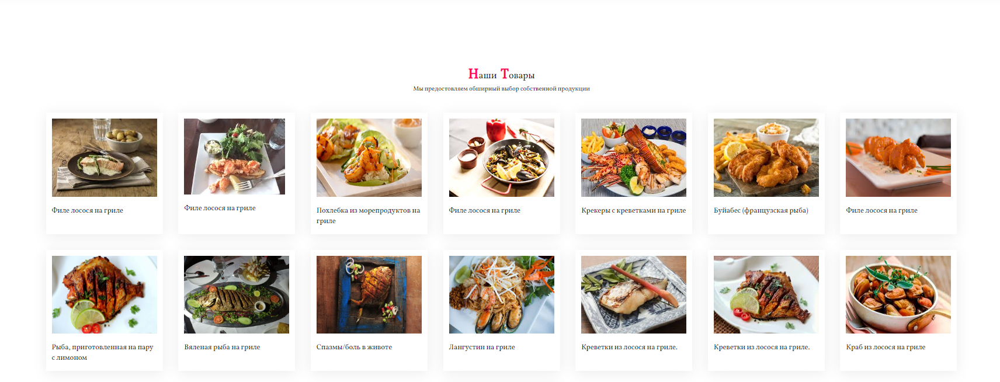 Наши Товары
Мы предостовляем обширный выбор собственной продукции
Филе лосося на гриле
Филе лосося на гриле
Похлебка из морепродуктов на
гриле
Филе лосося на гриле
Крекеры с креветками на гриле
Буйабес (французская рыба)
Филе лосося на гриле
Рыба, приготовленная на пару
с лимоном
Вяленая рыба на гриле
Спазмы/боль в животе
Лангустин на гриле
Креветки из лосося на гриле.
Креветки из лосося на гриле.
Краб из лосося на гриле